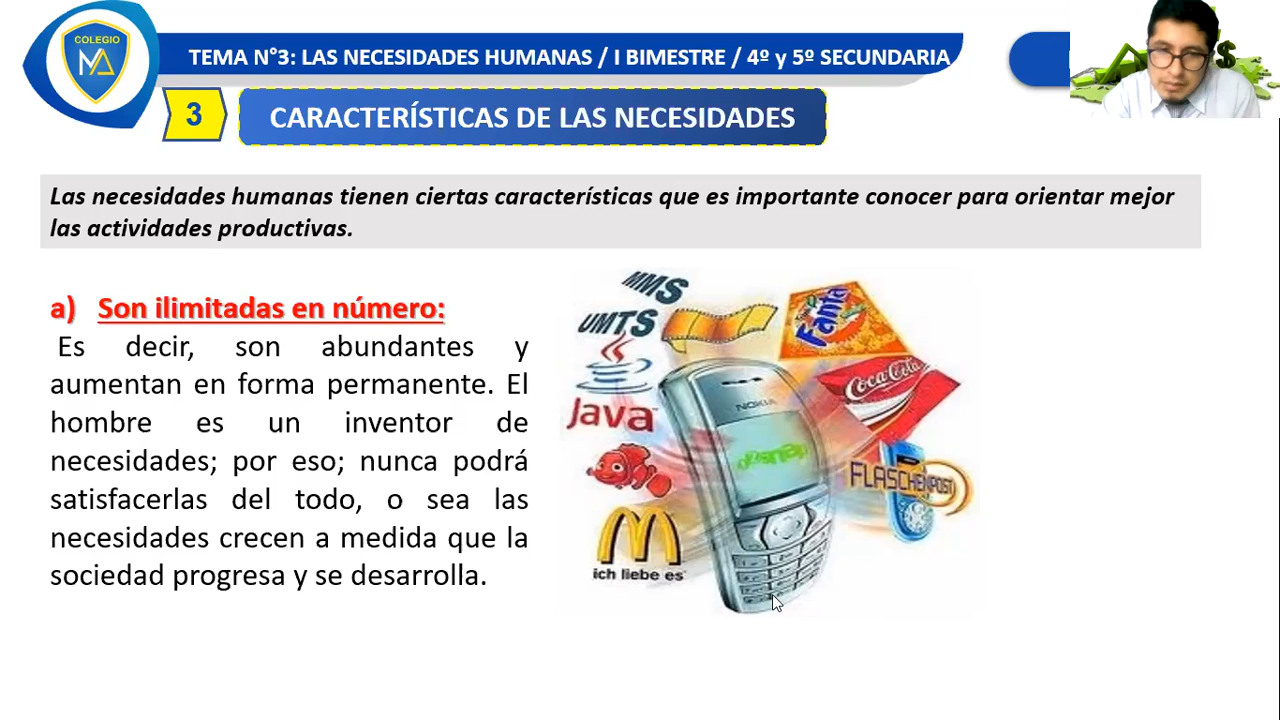 COLEGIO
MA
TEMA N°3: LAS NECESIDADES HUMANAS / I BIMESTRE / 4º y 5º SECUNDARIA
$
3
CARACTERÍSTICAS DE LAS NECESIDADES
Las necesidades humanas tienen ciertas características que es importante conocer para orientar mejor
las actividades productivas.
a) Son ilimitadas en número:
Es decir, son abundantes y
aumentan en forma permanente. El
hombre es un inventor de
necesidades; por eso; nunca podrá
satisfacerlas del todo, o sea las
necesidades crecen a medida que la
sociedad progresa y se desarrolla.
MMS
UMTS
Java
Fanta
Coca-Cola
NOKIA
FLASCHENPOST
ich liebe es